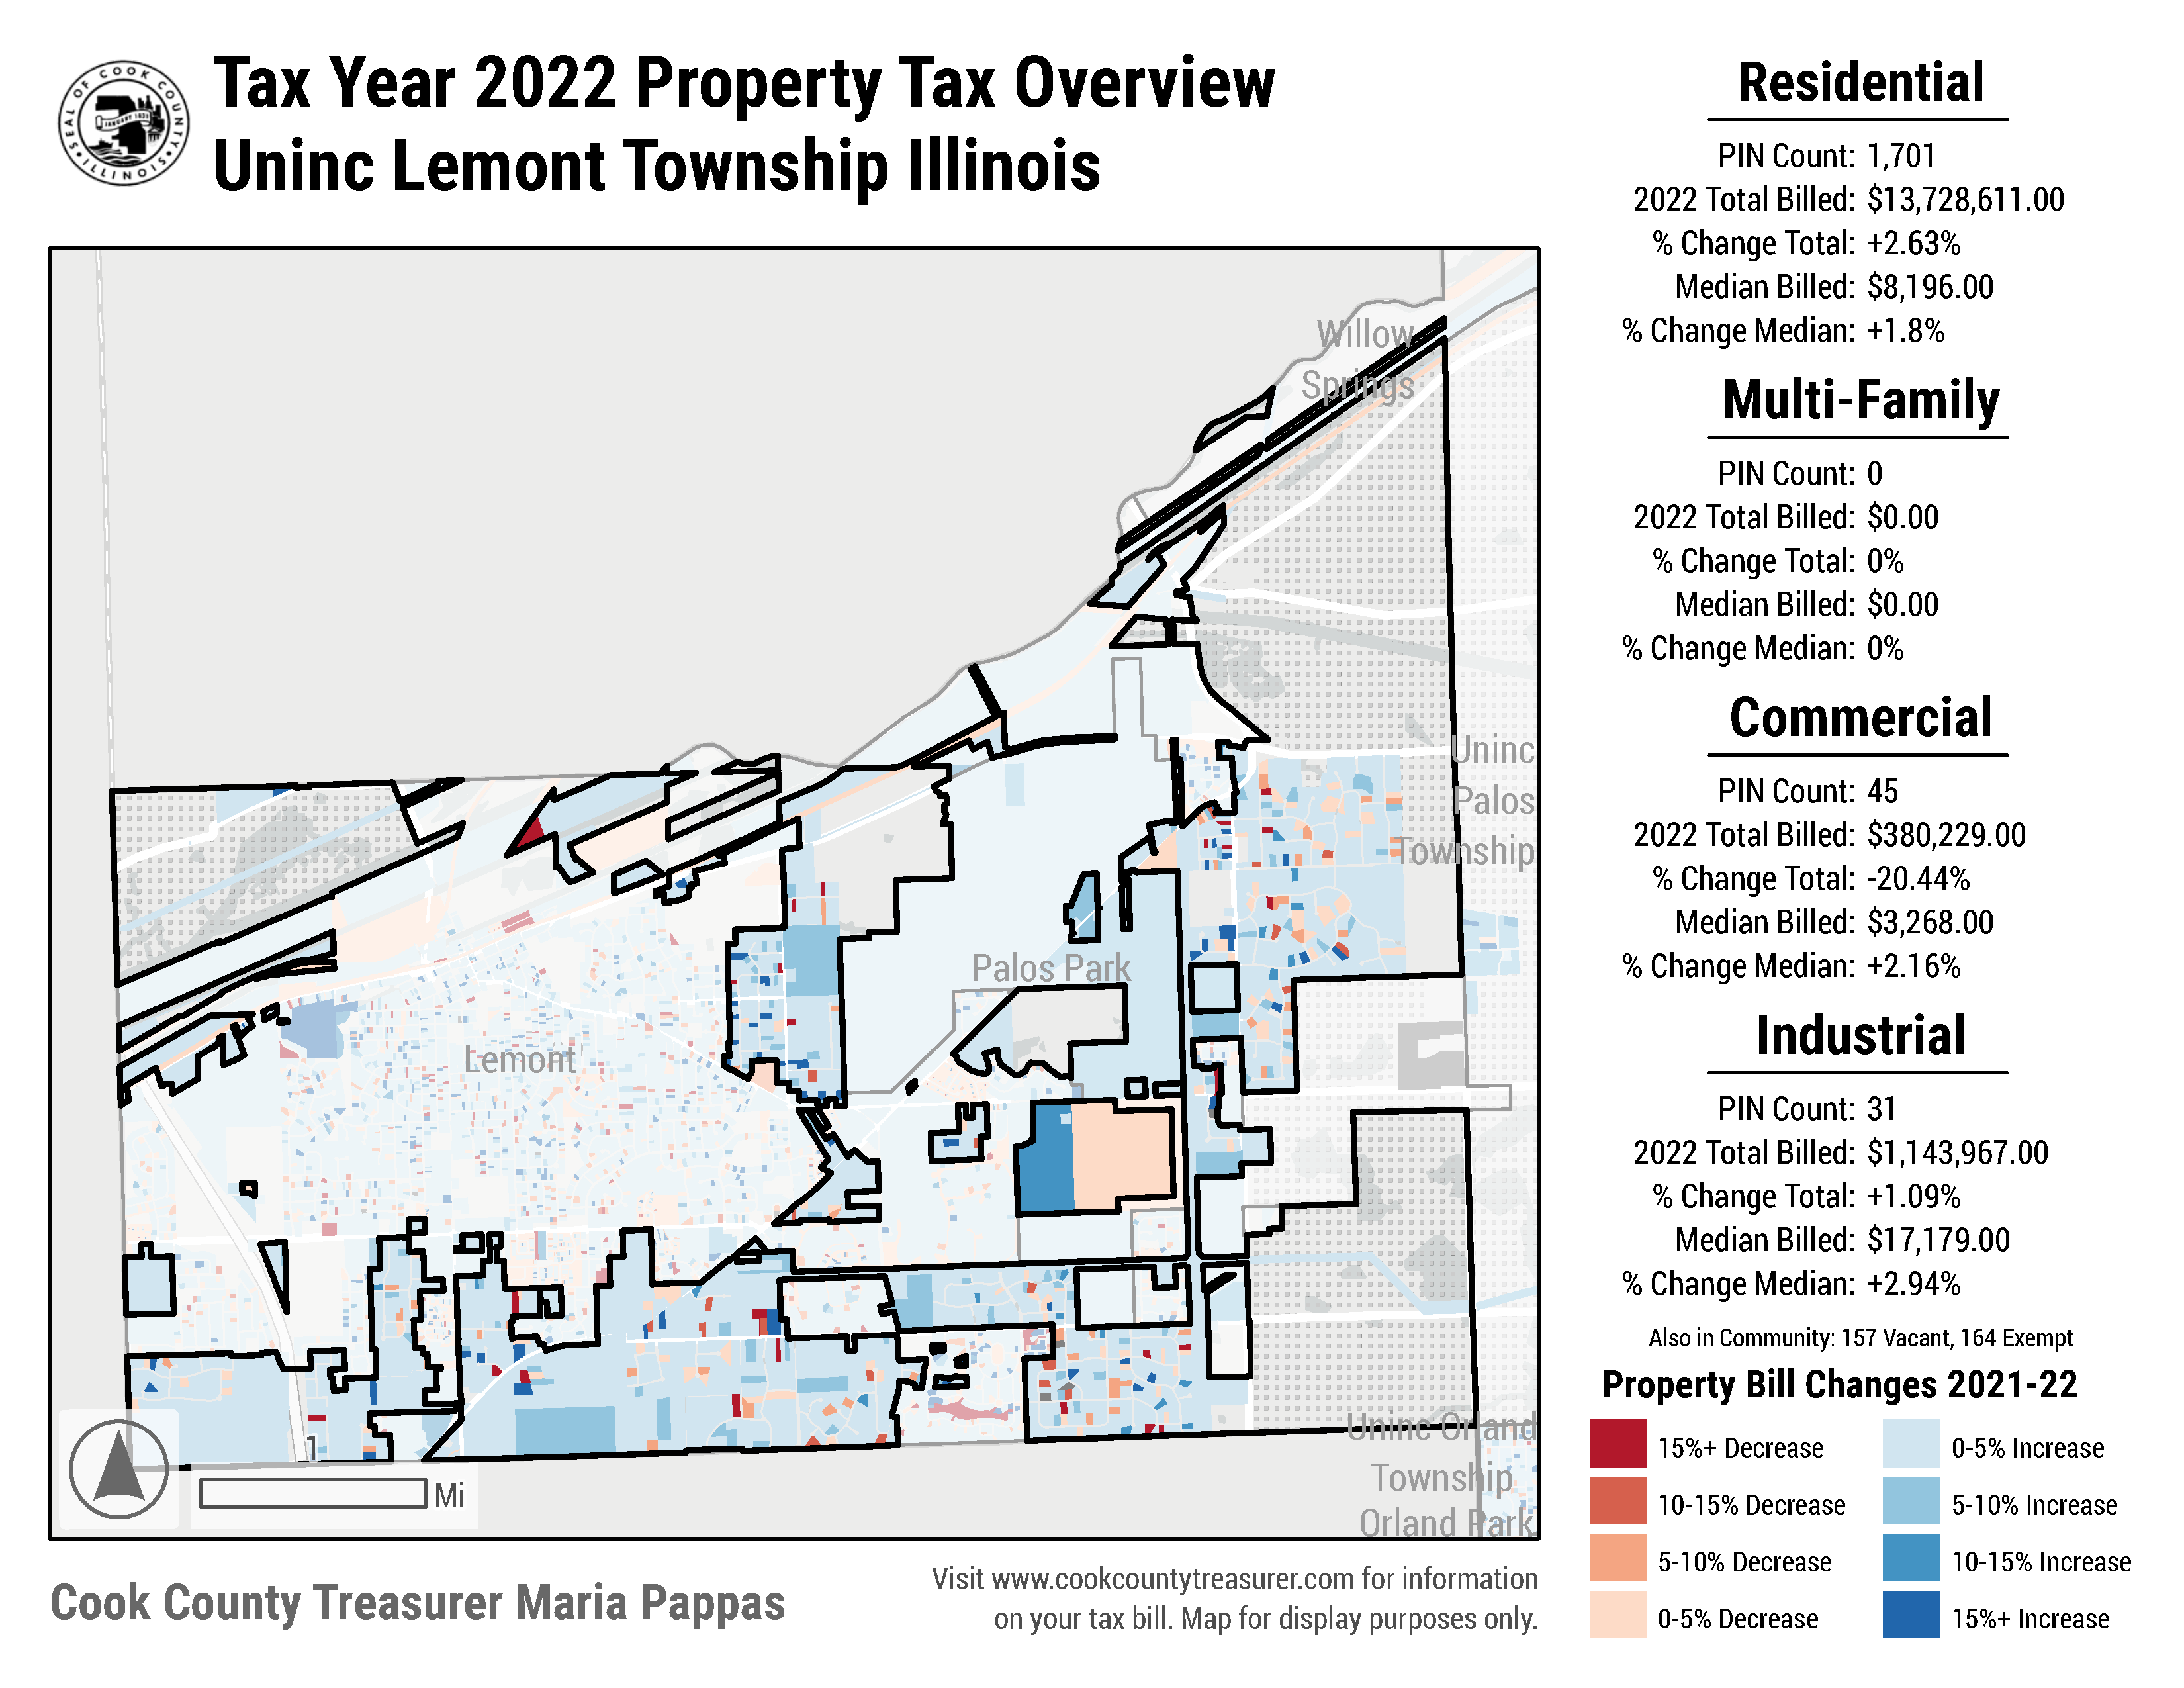 SEAL OF COOK COUNTY
JANUARY 1831
ILLINOIS
Tax Year 2022 Property Tax Overview
Uninc Lemont Township Illinois
Willow
Springs
Uninc
Palos
Township
Palos Park
Lemont
Uninc Orland
Township
Orland Park
1
Mi
Cook County Treasurer Maria Pappas
Visit www.cookcountytreasurer.com for information
on your tax bill. Map for display purposes only.
Residential
PIN Count: 1,701
2022 Total Billed: $13,728,611.00
% Change Total: +2.63%
Median Billed: $8,196.00
% Change Median: +1.8%
Multi-Family
PIN Count: 0
2022 Total Billed: $0.00
% Change Total: 0%
Median Billed: $0.00
% Change Median: 0%
Commercial
PIN Count: 45
2022 Total Billed: $380,229.00
% Change Total: -20.44%
Median Billed: $3,268.00
% Change Median: +2.16%
Industrial
PIN Count: 31
2022 Total Billed: $1,143,967.00
% Change Total: +1.09%
Median Billed: $17,179.00
% Change Median: +2.94%
Also in Community: 157 Vacant, 164 Exempt
Property Bill Changes 2021-22
15%+ Decrease
10-15% Decrease
5-10% Decrease
0-5% Decrease
0-5% Increase
5-10% Increase
10-15% Increase
15%+ Increase